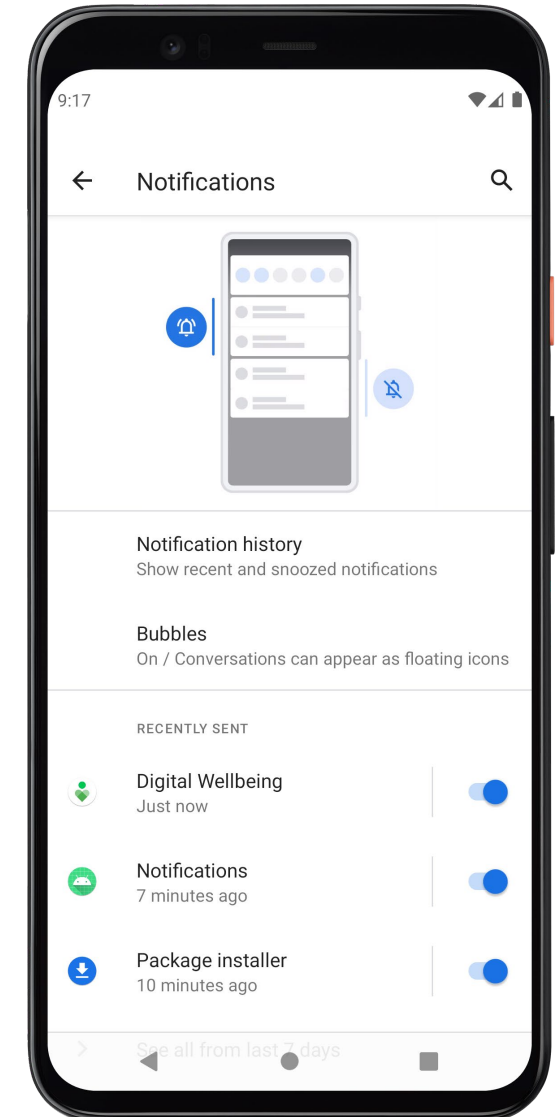 9:17
Notifications
Notification history
Show recent and snoozed notifications
Bubbles
On / Conversations can appear as floating icons
RECENTLY SENT
Digital Wellbeing
Just now
Notifications
7 minutes ago
Package installer
10 minutes ago
See all from last 7 days